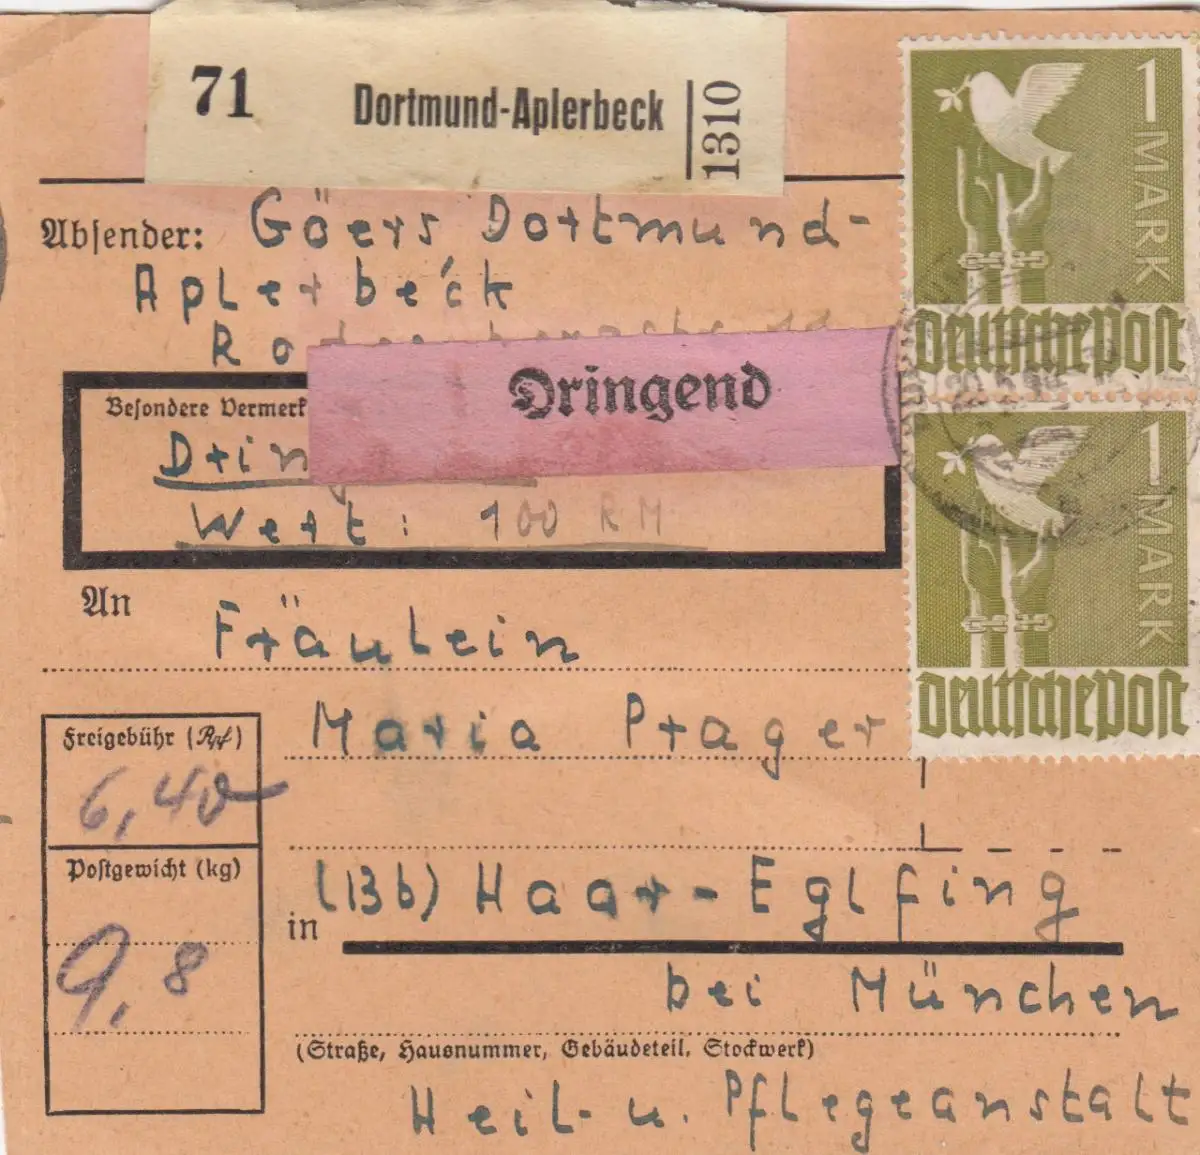 71 Dortmund-Aplerbeck 1310
Absender: Göers Dortmund-
Aplerbeck
Besondere Vermerk
Dring
Dringend
Wert: 100 RM
An Fräulein
Maria Prager
in (13b) Haar-Eglfing
bei München
(Straße, Hausnummer, Gebäudeteil, Stockwerk)
Heil- u. Pflegeanstalt
Freigebühr (Rpf)
6,40
Postgewicht (kg)
9,8
1 MARK
Deutsche Post
1 MARK
Deutsche Post